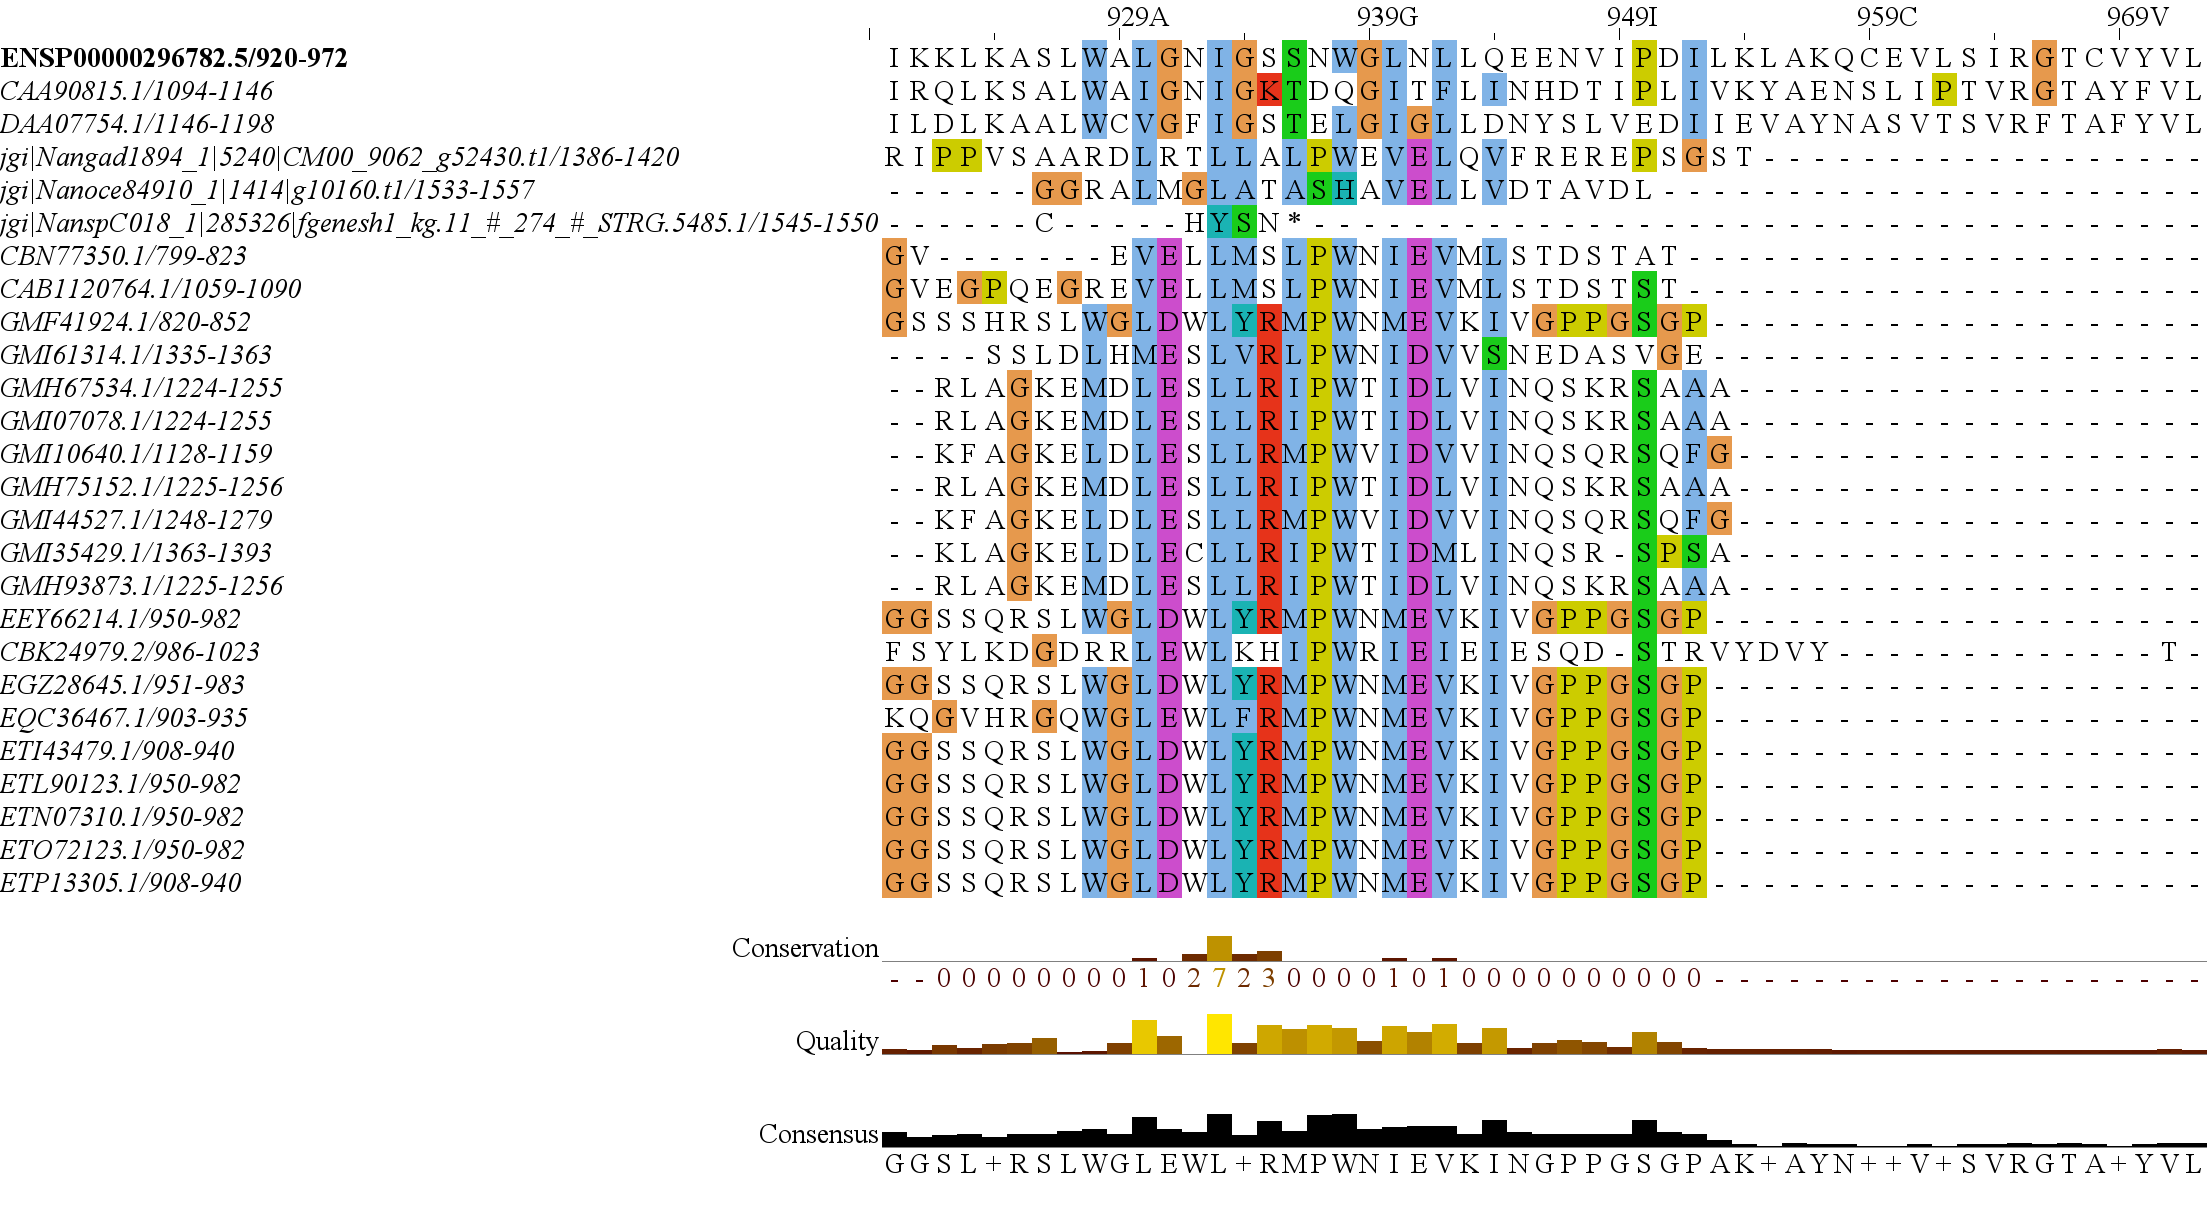 929A 939G 949I 959C 969V
ENSP00000296782.5/920-972 IKKLKASLWALGNIGSSNWGLNLLQEENVIPDILKLAKQCEVLSIRGTCVYVL
CAA90815.1/1094-1146 IRQLKSALWAIGNIGKTDQGITFLINHDTIPLIVKYAENSLIPTVRGTAYFVL
DAA07754.1/1146-1198 ILDLKAALWCVGFIGSTELGIGLLDNYSLVEDIIEVAYNASVTSVRFTAFYVL
jgi|Nangad1894_1|5240|CM00_9062_g52430.t1/1386-1420 RIPPVSAARDLRTLLALPWEVELQVFREREPSGST------------------
jgi|Nanoce84910_1|1414|g10160.t1/1533-1557 ------GGRALMGLATASHAVELLVDTAVDL----------------------
jgi|NanspC018_1|285326|fgenesh1_kg.11_#_274_#_STRG.5485.1/1545-1550 ------C-----HYSN*------------------------------------
CBN77350.1/799-823 GV-------EVELLMSLPWNIEVMLSTDSTAT---------------------
CAB1120764.1/1059-1090 GVEGPQEGREVELLMSLPWNIEVMLSTDSTST---------------------
GMF41924.1/820-852 GSSSHRSLWGLDWLYRMPWNMEVKIVGPPGSGP--------------------
GMI61314.1/1335-1363 ----SSLDLHMESLVRLPWNIDVVSNEDASVGE--------------------
GMH67534.1/1224-1255 --RLAGKEMDLESLLRIPWTIDLVINQSKRSAAA-------------------
GMI07078.1/1224-1255 --RLAGKEMDLESLLRIPWTIDLVINQSKRSAAA-------------------
GMI10640.1/1128-1159 --KFAGKELDLESLLRMPWVIDVVINQSQRSQFG-------------------
GMH75152.1/1225-1256 --RLAGKEMDLESLLRIPWTIDLVINQSKRSAAA-------------------
GMI44527.1/1248-1279 --KFAGKELDLESLLRMPWVIDVVINQSQRSQFG-------------------
GMI35429.1/1363-1393 --KLAGKELDLECLLRIPWTIDMLINQSR-SPSA-------------------
GMH93873.1/1225-1256 --RLAGKEMDLESLLRIPWTIDLVINQSKRSAAA-------------------
EEY66214.1/950-982 GGSSQRSLWGLDWLYRMPWNMEVKIVGPPGSGP--------------------
CBK24979.2/986-1023 FSYLKDGDRRLEWLKHIPWRIEIEIESQD-STRVYDVY-------------T-
EGZ28645.1/951-983 GGSSQRSLWGLDWLYRMPWNMEVKIVGPPGSGP--------------------
EQC36467.1/903-935 KQGVHRGQWGLEWLFRMPWNMEVKIVGPPGSGP--------------------
ETI43479.1/908-940 GGSSQRSLWGLDWLYRMPWNMEVKIVGPPGSGP--------------------
ETL90123.1/950-982 GGSSQRSLWGLDWLYRMPWNMEVKIVGPPGSGP--------------------
ETN07310.1/950-982 GGSSQRSLWGLDWLYRMPWNMEVKIVGPPGSGP--------------------
ETO72123.1/950-982 GGSSQRSLWGLDWLYRMPWNMEVKIVGPPGSGP--------------------
ETP13305.1/908-940 GGSSQRSLWGLDWLYRMPWNMEVKIVGPPGSGP--------------------
Conservation
--0000000010272300001010000000000--------------------
Quality
Consensus
GGSL+RSLWGLEWL+RMPWNIEVKINGPPGSGPAK+AYN++V+SVRGTA+YVL